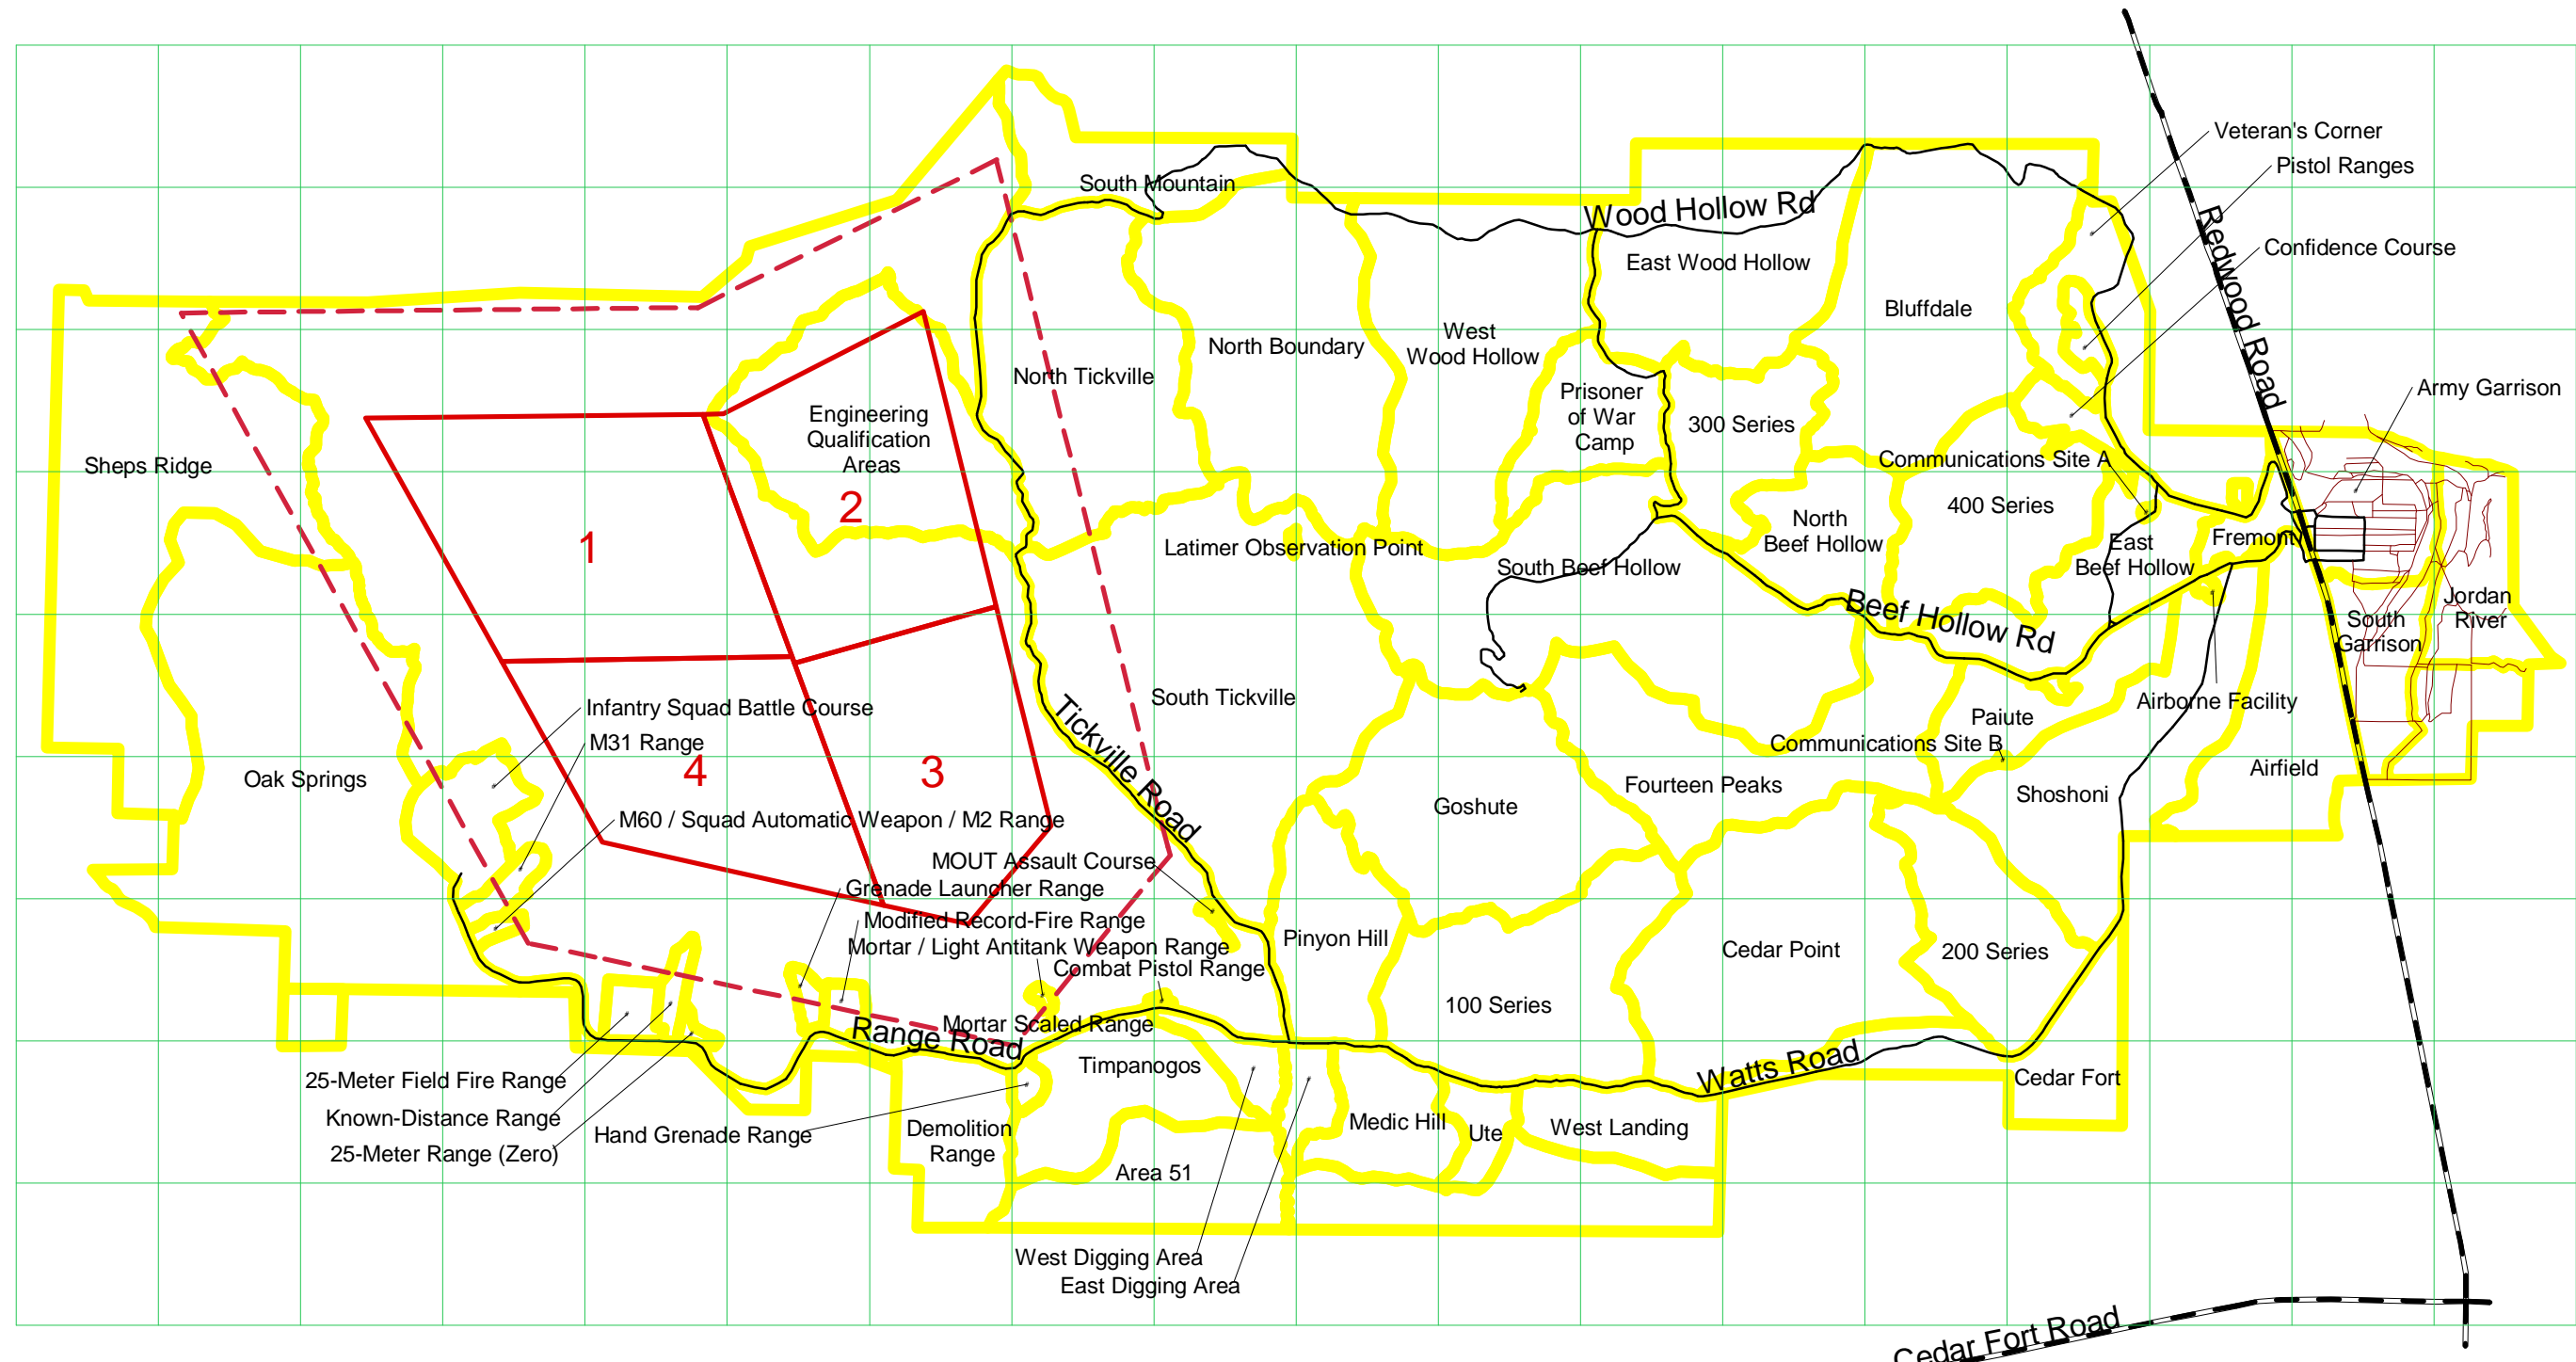 Veteran's Corner
Pistol Ranges
South Mountain
Wood Hollow Rd
Redwood Road
Confidence Course
East Wood Hollow
Bluffdale
West
Wood Hollow
North Boundary
North Tickville
Army Garrison
Engineering
Qualification
Areas
Prisoner
of War
Camp
300 Series
Sheps Ridge
Communications Site A
2
400 Series
North
Beef Hollow
1
Latimer Observation Point
Fremont
East
Beef Hollow
South Beef Hollow
Beef Hollow Rd
Jordan
River
South
Garrison
South Tickville
Infantry Squad Battle Course
Airborne Facility
Paiute
Tickville Road
M31 Range
Communications Site B
4
3
Oak Springs
Airfield
Fourteen Peaks
Shoshoni
Goshute
M60 / Squad Automatic Weapon / M2 Range
MOUT Assault Course
Grenade Launcher Range
Modified Record-Fire Range
Pinyon Hill
Mortar / Light Antitank Weapon Range
Cedar Point
200 Series
Combat Pistol Range
100 Series
Mortar Scaled Range
Range Road
Timpanogos
Watts Road
Cedar Fort
25-Meter Field Fire Range
Known-Distance Range
Medic Hill
Hand Grenade Range
Demolition
Range
Ute
West Landing
25-Meter Range (Zero)
Area 51
West Digging Area
East Digging Area
Cedar Fort Road